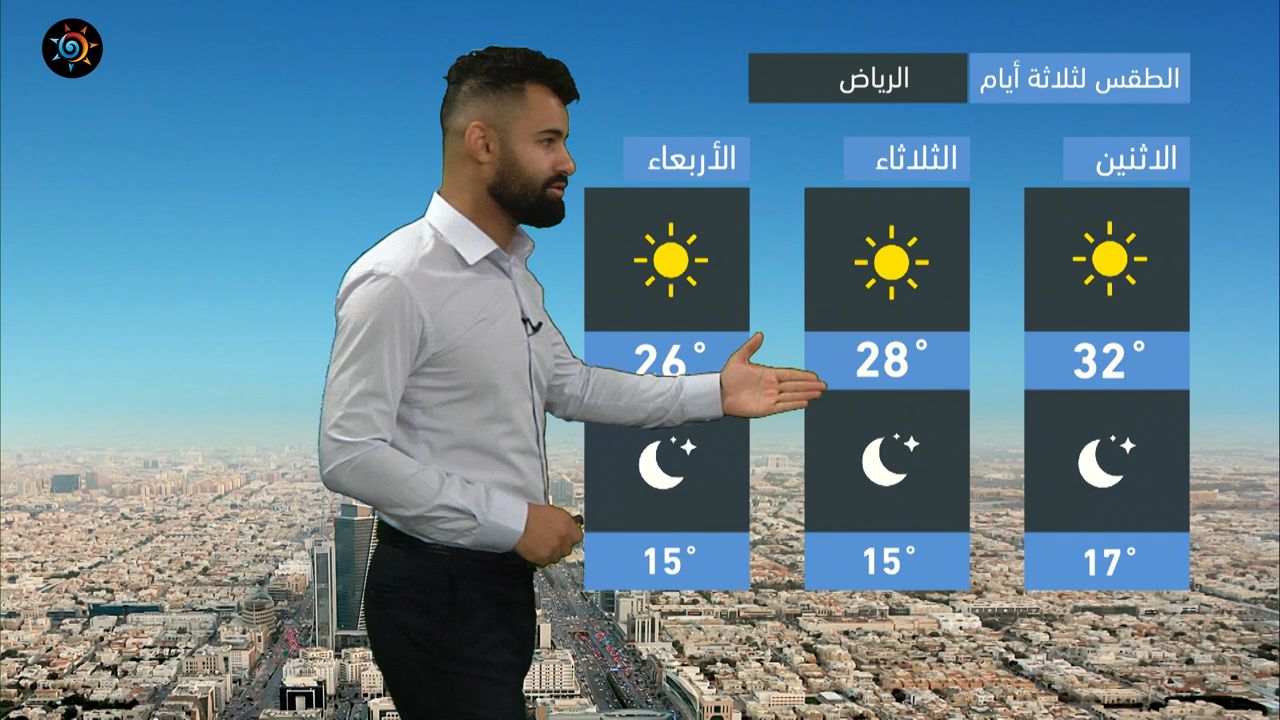 الطقس لثلاثة أيام
الرياض
الاثنين
الثلاثاء
الأربعاء
32°
28°
26°
17°
15°
15°